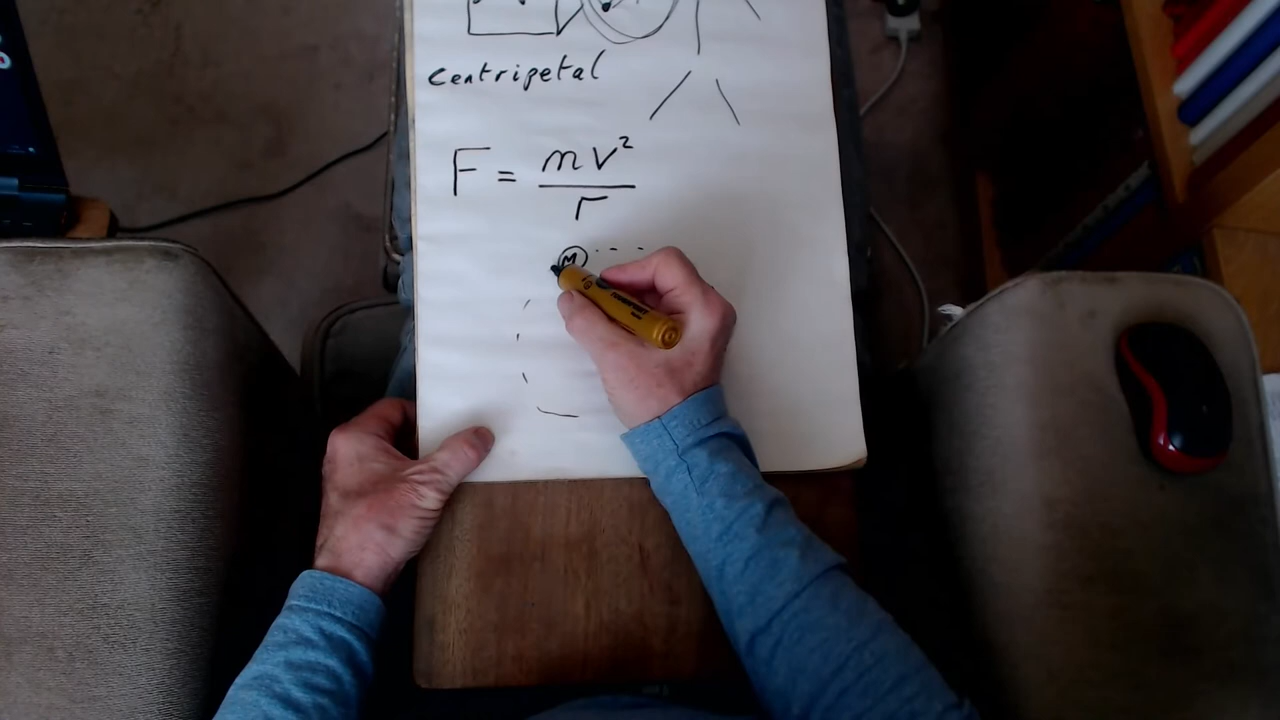 Centripetal
F = mv²/r
M